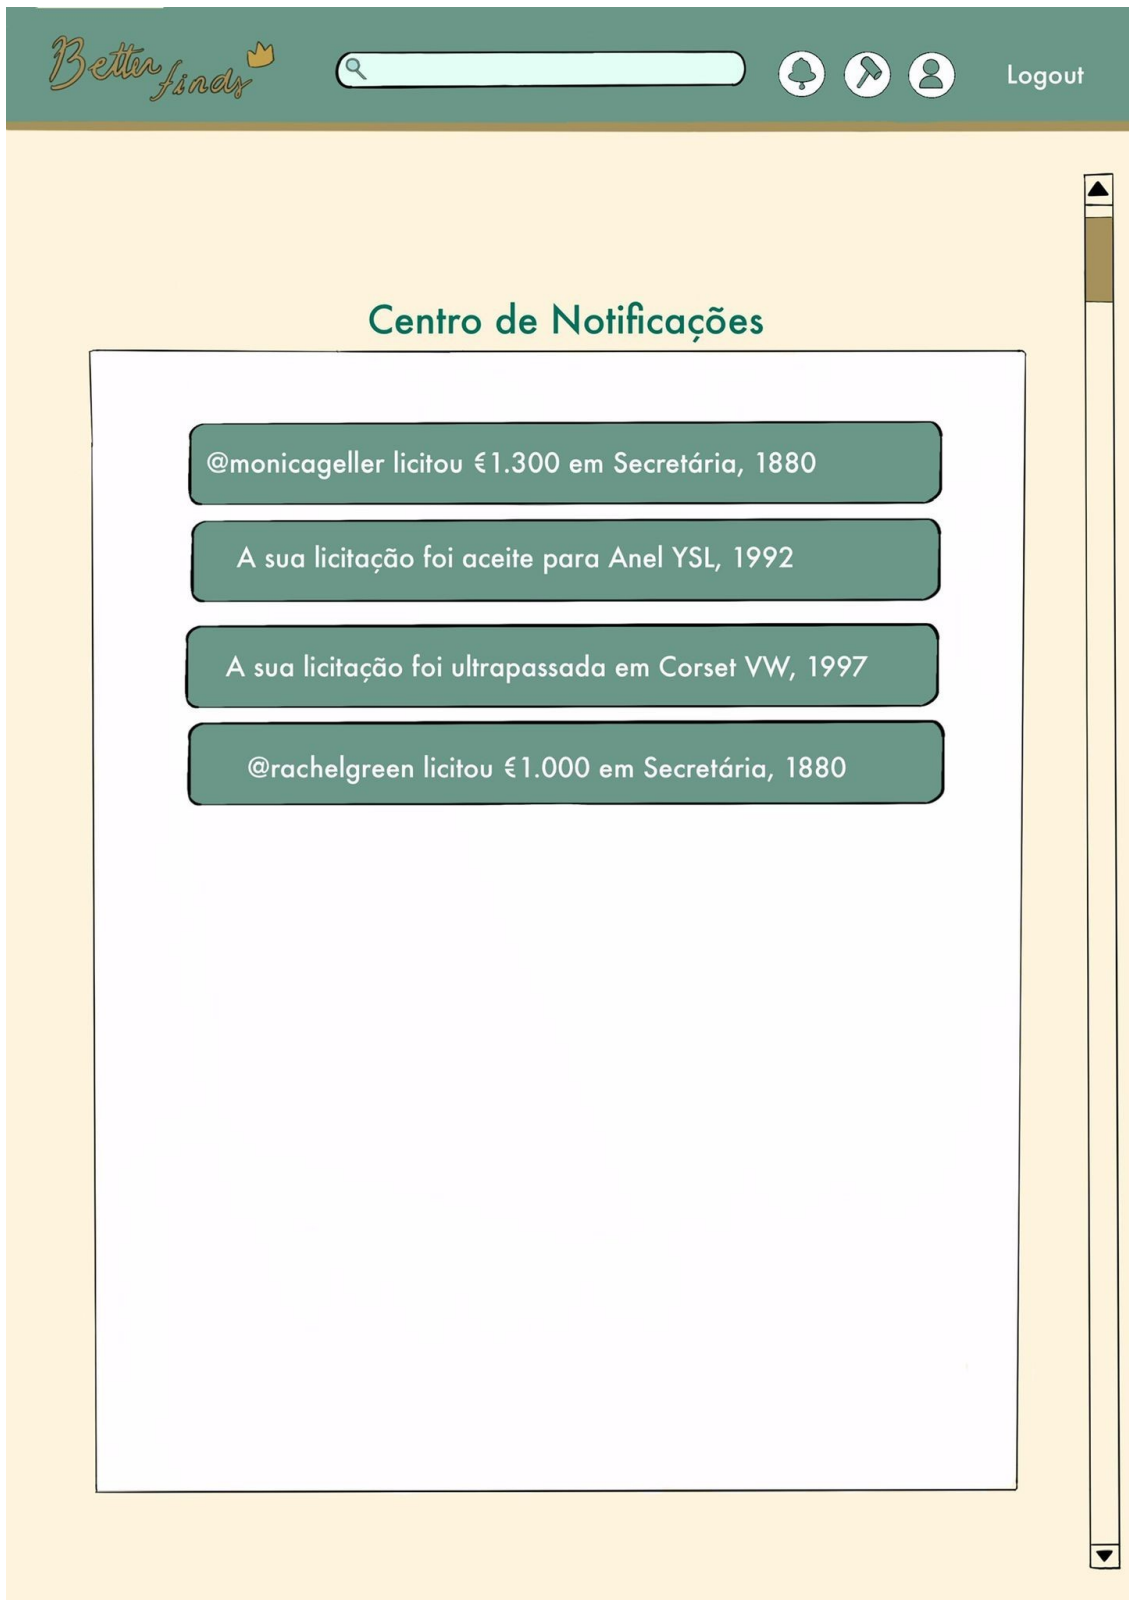 Better finds
Logout
Centro de Notificações
@monicageller licitou €1.300 em Secretária, 1880
A sua licitação foi aceite para Anel YSL, 1992
A sua licitação foi ultrapassada em Corset VW, 1997
@rachelgreen licitou €1.000 em Secretária, 1880